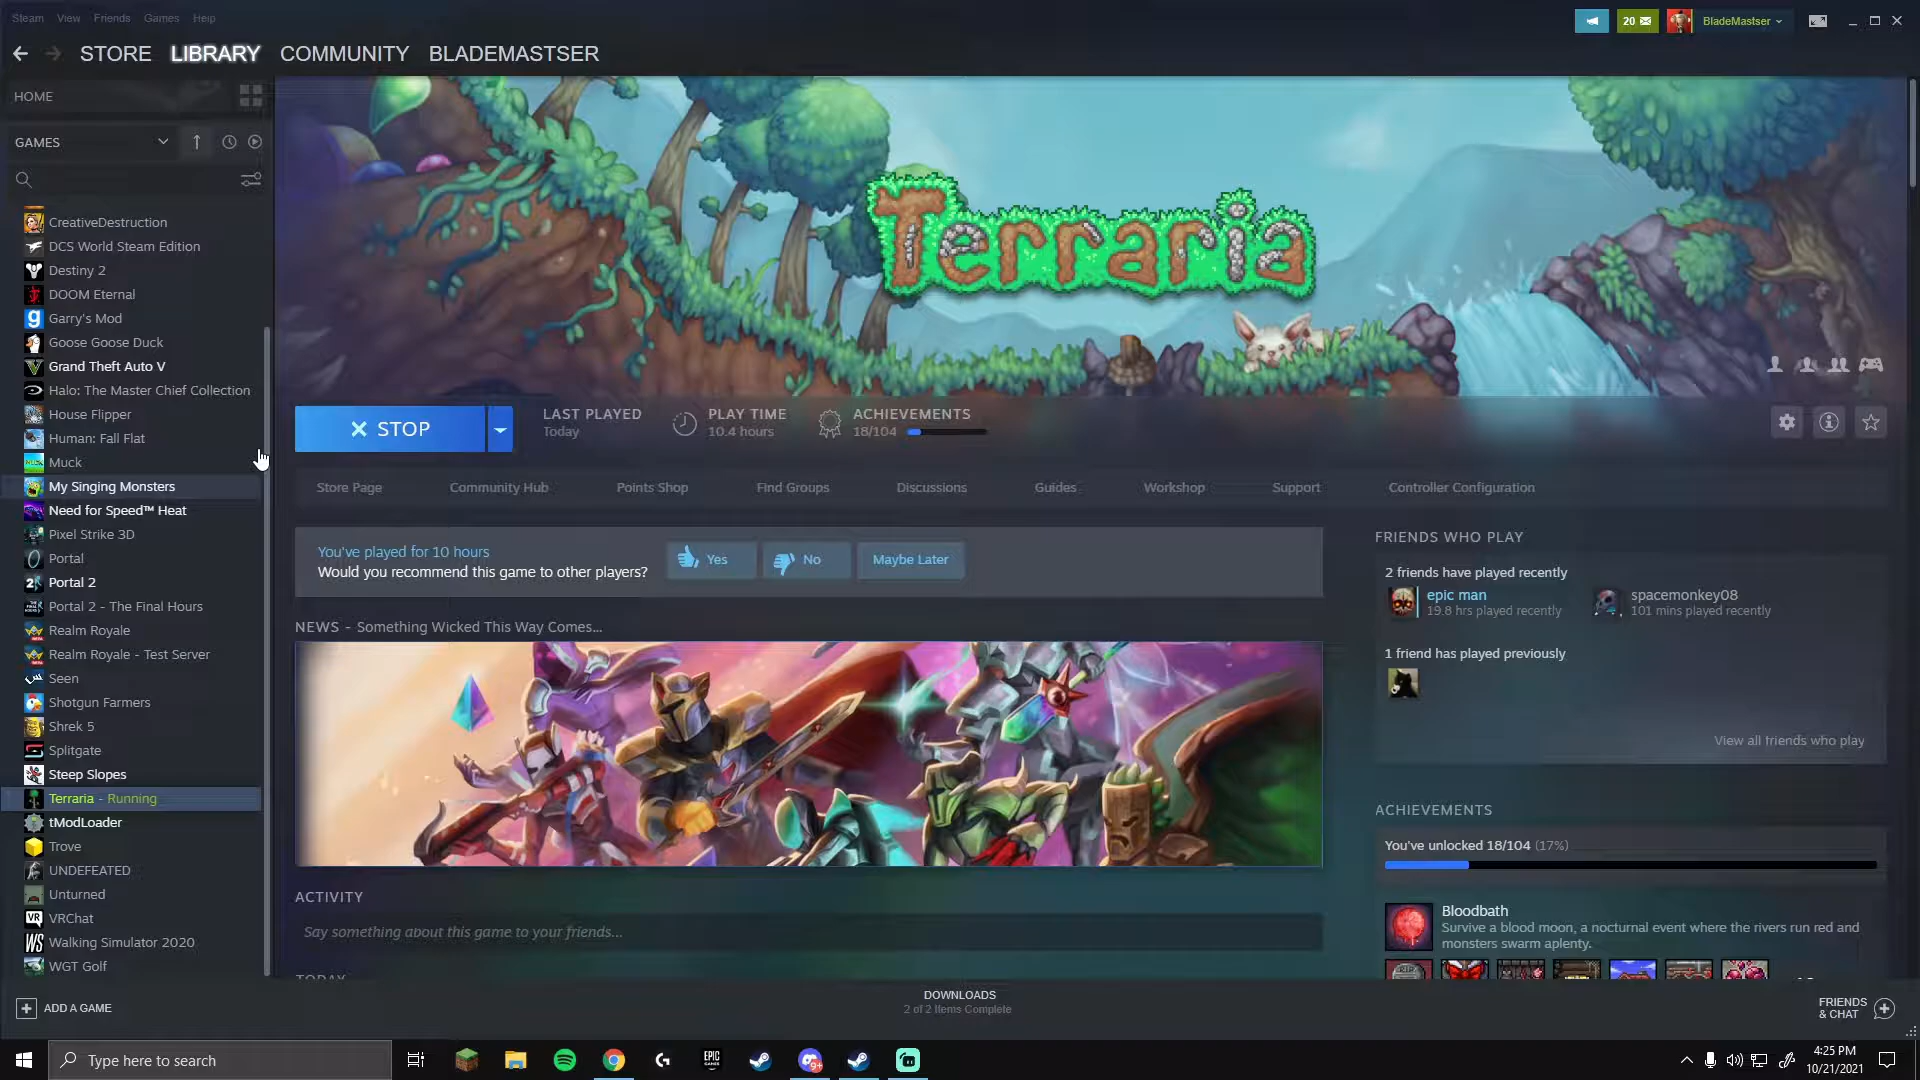 Steam View Friends Games Help
20 BladeMastser
STORE LIBRARY COMMUNITY BLADEMASTSER
HOME
GAMES
CreativeDestruction
DCS World Steam Edition
Destiny 2
DOOM Eternal
Garry's Mod
Goose Goose Duck
Grand Theft Auto V
Halo: The Master Chief Collection
House Flipper
Human: Fall Flat
Muck
My Singing Monsters
Need for Speed™ Heat
Pixel Strike 3D
Portal
Portal 2
Portal 2 - The Final Hours
Realm Royale
Realm Royale - Test Server
Seen
Shotgun Farmers
Shrek 5
Splitgate
Steep Slopes
Terraria - Running
tModLoader
Trove
UNDEFEATED
Unturned
VRChat
Walking Simulator 2020
WGT Golf
ADD A GAME
Terraria
STOP
LAST PLAYED
Today
PLAY TIME
10.4 hours
ACHIEVEMENTS
18/104
Store Page Community Hub Points Shop Find Groups Discussions Guides Workshop Support Controller Configuration
You've played for 10 hours
Would you recommend this game to other players?
Yes No Maybe Later
NEWS - Something Wicked This Way Comes...
ACTIVITY
Say something about this game to your friends...
TODAY
FRIENDS WHO PLAY
2 friends have played recently
epic man
19.8 hrs played recently
spacemonkey08
101 mins played recently
1 friend has played previously
View all friends who play
ACHIEVEMENTS
You've unlocked 18/104 (17%)
Bloodbath
Survive a blood moon, a nocturnal event where the rivers run red and
monsters swarm aplenty.
DOWNLOADS
2 of 2 Items Complete
FRIENDS
& CHAT
Type here to search
EPIC
GAMES
4:25 PM
10/21/2021